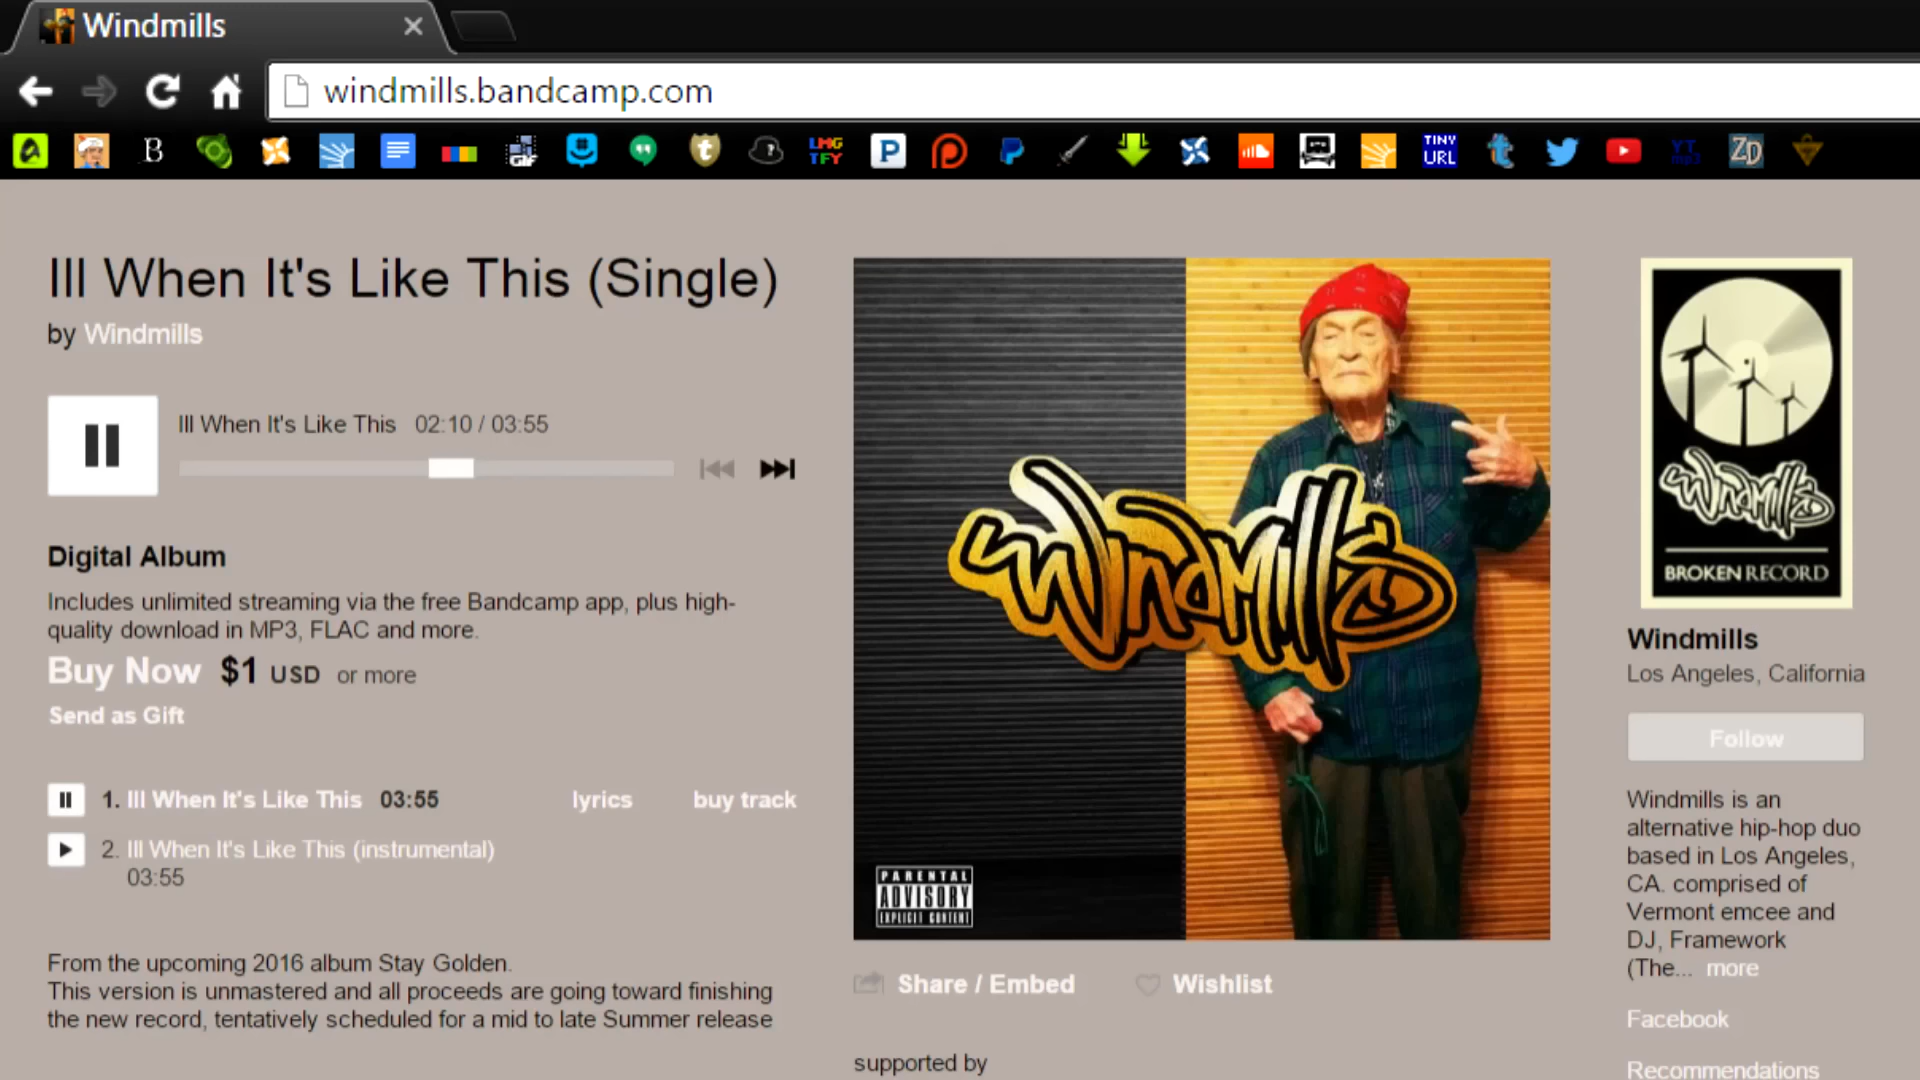 Windmills
windmills.bandcamp.com
B
GIF
t
LMG
TFY
P
TINY
URL
t
YT
mp3
ZD
Ill When It's Like This (Single)
by Windmills
Ill When It's Like This 02:10 / 03:55
Digital Album
Includes unlimited streaming via the free Bandcamp app, plus high-
quality download in MP3, FLAC and more.
Buy Now $1 USD or more
Send as Gift
1. Ill When It's Like This 03:55 lyrics buy track
2. Ill When It's Like This (instrumental)
03:55
From the upcoming 2016 album Stay Golden.
This version is unmastered and all proceeds are going toward finishing
the new record, tentatively scheduled for a mid to late Summer release
Windmills
PARENTAL
ADVISORY
EXPLICIT CONTENT
Share / Embed Wishlist
supported by
Windmills
BROKEN RECORD
Windmills
Los Angeles, California
Follow
Windmills is an
alternative hip-hop duo
based in Los Angeles,
CA. comprised of
Vermont emcee and
DJ, Framework
(The... more
Facebook
Recommendations